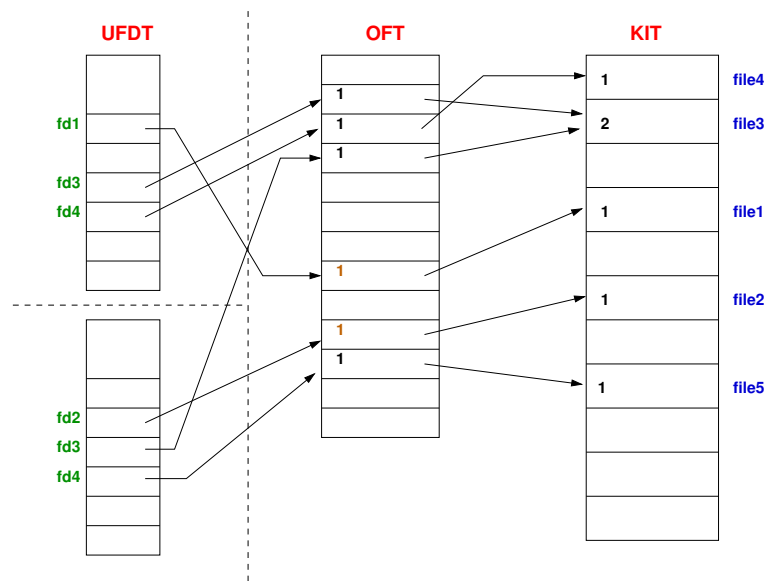 UFDT OFT KIT
1 file4
1
fd1 1 2 file3
1
fd3
fd4 1 file1
1
1 file2
1
1 1 file5
fd2
fd3
fd4